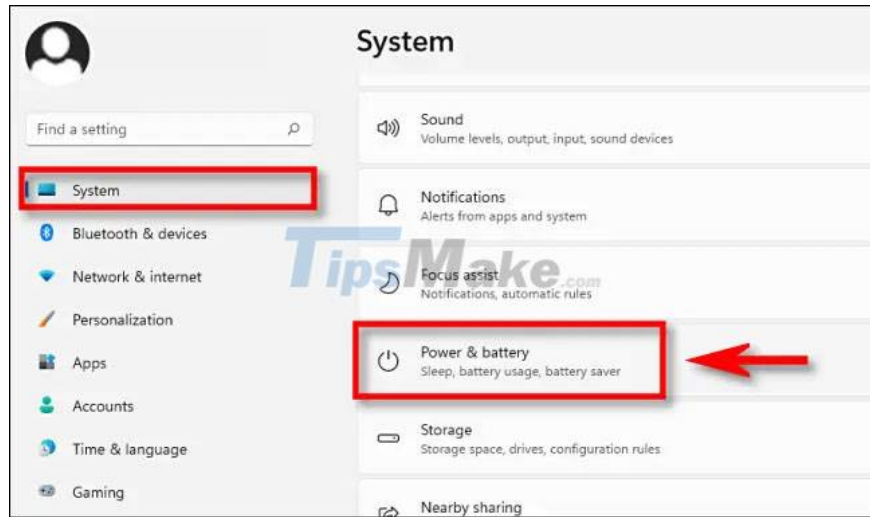 System
Find a setting
System
Bluetooth & devices
Network & internet
Personalization
Apps
Accounts
Time & language
Gaming
Sound
Volume levels, output, input, sound devices
Notifications
Alerts from apps and system
Focus assist
Notifications, automatic rules
Power & battery
Sleep, battery usage, battery saver
Storage
Storage space, drives, configuration rules
Nearby sharing
TipsMake.com